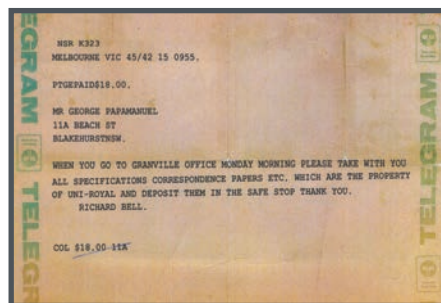 TELEGRAM
TELEGRAM
NSR K323
MELBOURNE VIC 45/42 15 0955,
PTGEPAID$18.00,
MR GEORGE PAPAMANUEL
11A BEACH ST
BLAKEHURSTNSW.
WHEN YOU GO TO GRANVILLE OFFICE MONDAY MORNING PLEASE TAKE WITH YOU
ALL SPECIFICATIONS CORRESPONDENCE PAPERS ETC, WHICH ARE THE PROPERTY
OF UNI-ROYAL AND DEPOSIT THEM IN THE SAFE STOP THANK YOU.
RICHARD BELL.
COL $18.00 11A
EGRAM
TELEGR